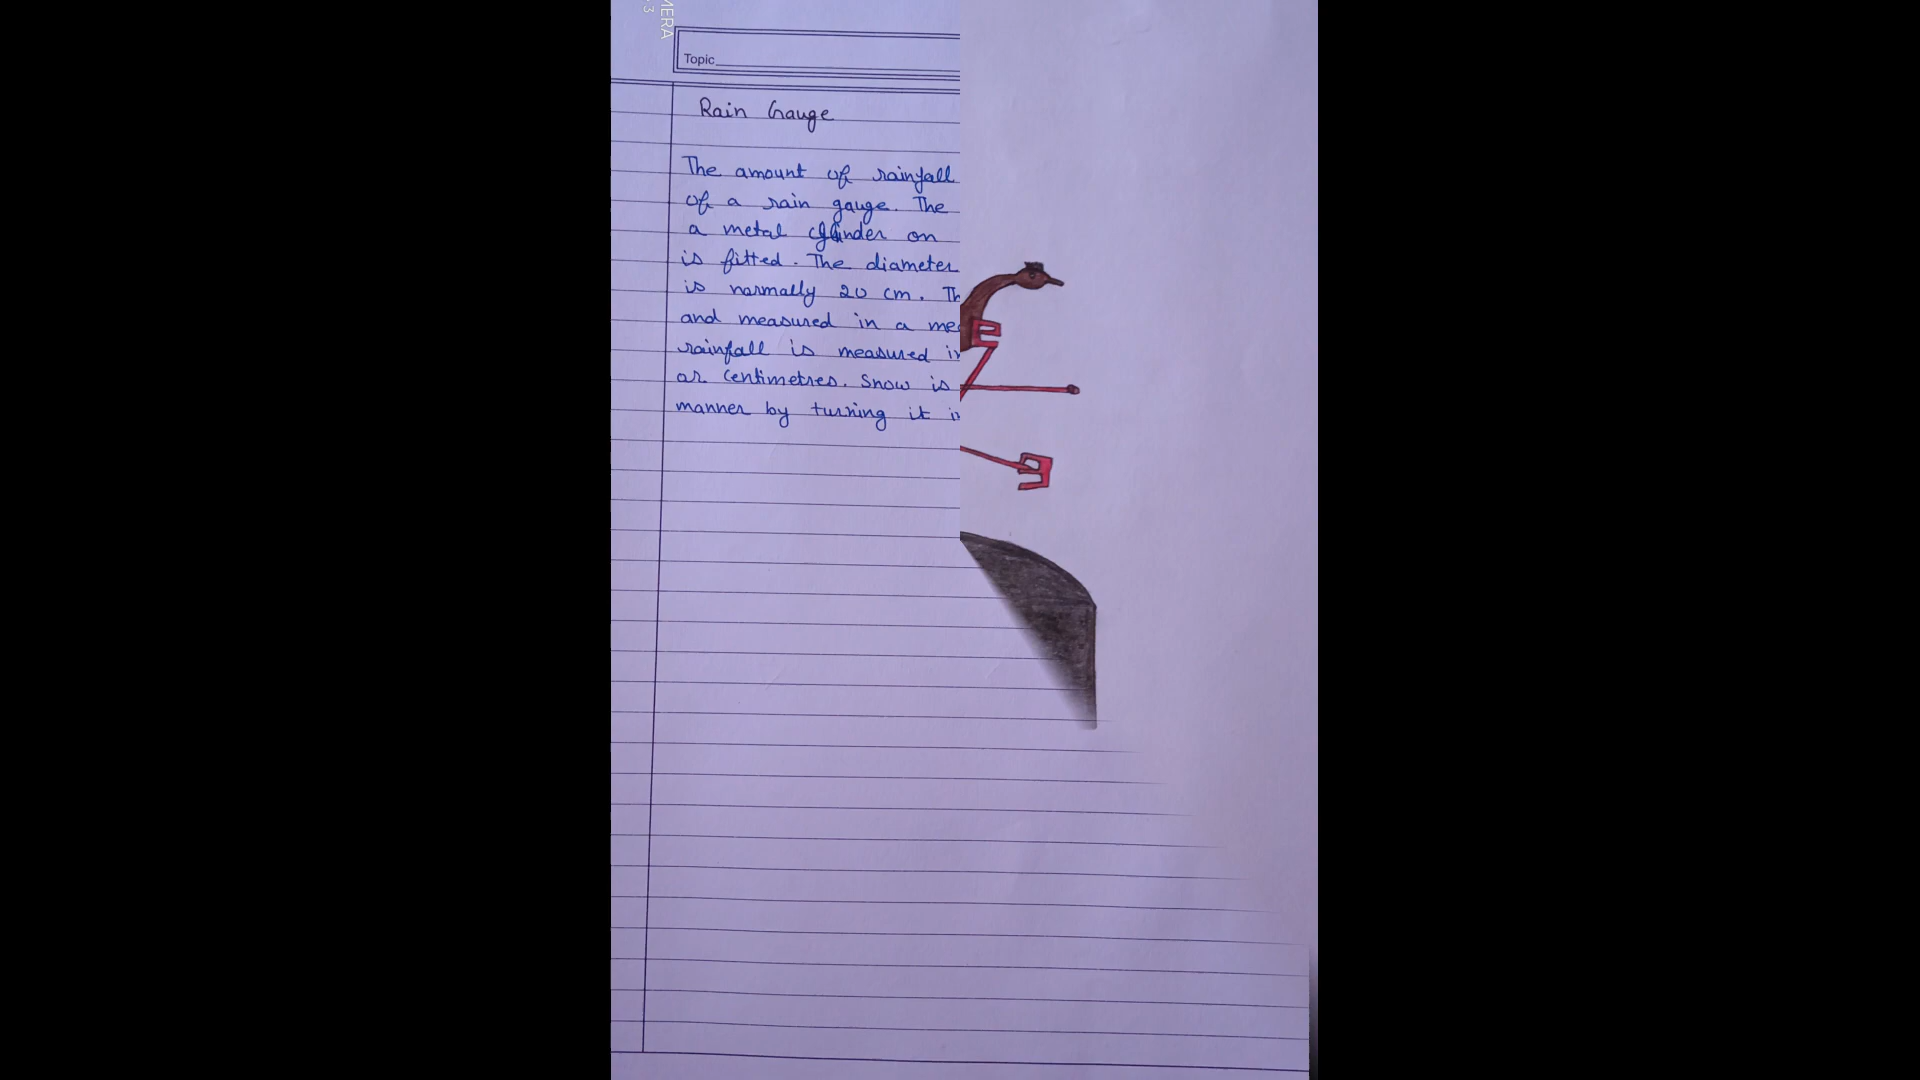 MERA
3
Topic
Rain Gauge
The amount of rainfall
of a rain gauge. The
a metal cylinder on
is fitted. The diameter
is normally 20 cm. Th
and measured in a me
rainfall is measured in
or centimetres. Snow is
manner by turning it i
E